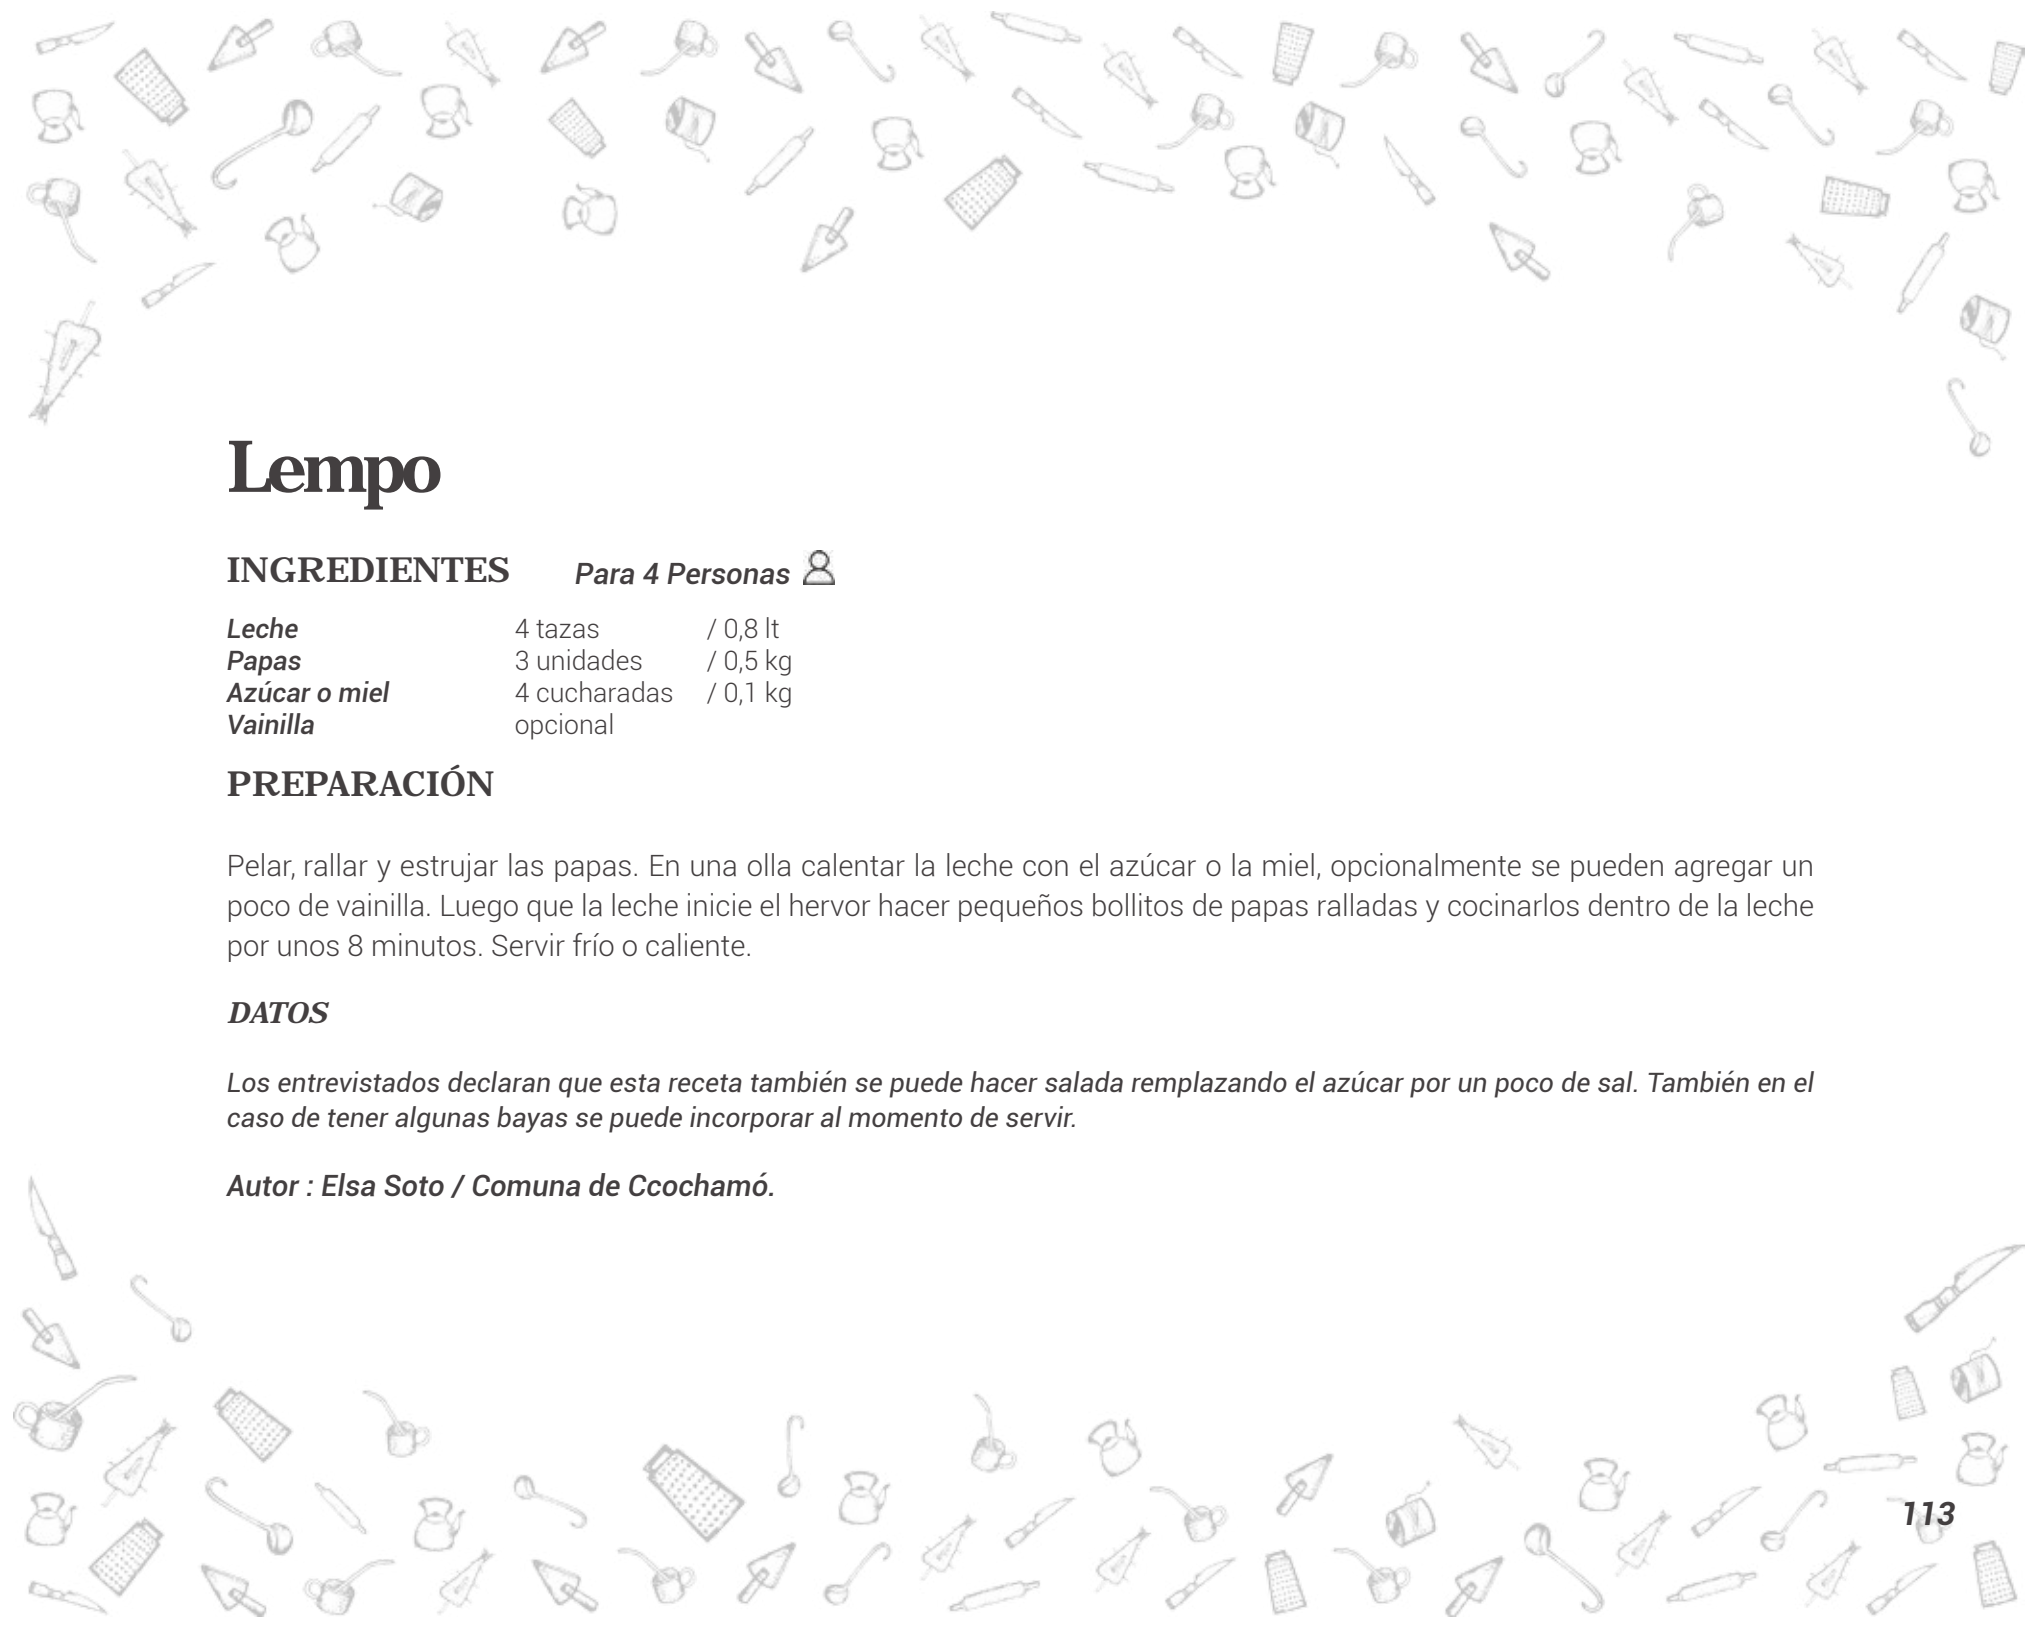 Lempo
INGREDIENTES Para 4 Personas
Leche 4 tazas / 0,8 lt
Papas 3 unidades / 0,5 kg
Azúcar o miel 4 cucharadas / 0,1 kg
Vainilla opcional
PREPARACIÓN
Pelar, rallar y estrujar las papas. En una olla calentar la leche con el azúcar o la miel, opcionalmente se pueden agregar un
poco de vainilla. Luego que la leche inicie el hervor hacer pequeños bollitos de papas ralladas y cocinarlos dentro de la leche
por unos 8 minutos. Servir frío o caliente.
DATOS
Los entrevistados declaran que esta receta también se puede hacer salada remplazando el azúcar por un poco de sal. También en el
caso de tener algunas bayas se puede incorporar al momento de servir.
Autor : Elsa Soto / Comuna de Ccochamó.
113